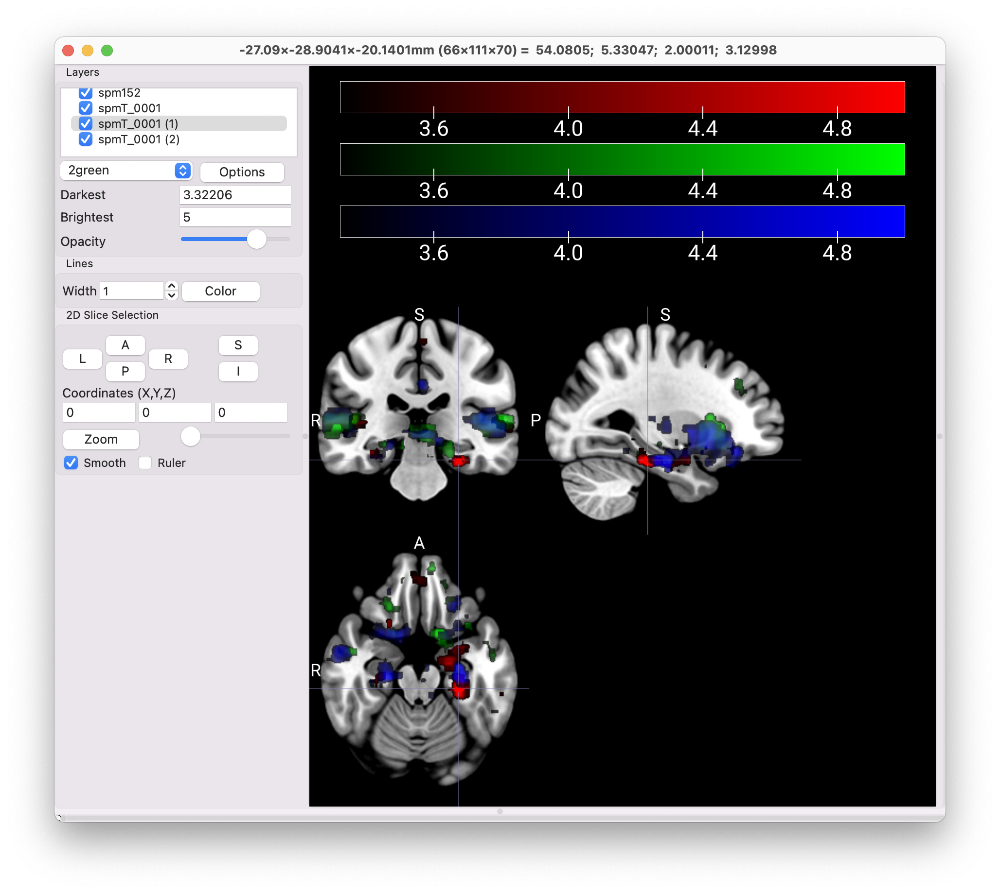 -27.09×-28.9041×-20.1401mm (66×111×70) = 54.0805; 5.33047; 2.00011; 3.12998
Layers
spm152
spmT_0001
spmT_0001 (1)
spmT_0001 (2)
2green
Options
Darkest
3.32206
Brightest
5
Opacity
Lines
Width
1
Color
2D Slice Selection
A
S
L
R
P
I
Coordinates (X,Y,Z)
0 0 0
Zoom
Smooth
Ruler
3.6 4.0 4.4 4.8
3.6 4.0 4.4 4.8
3.6 4.0 4.4 4.8
S
S
R
P
A
R